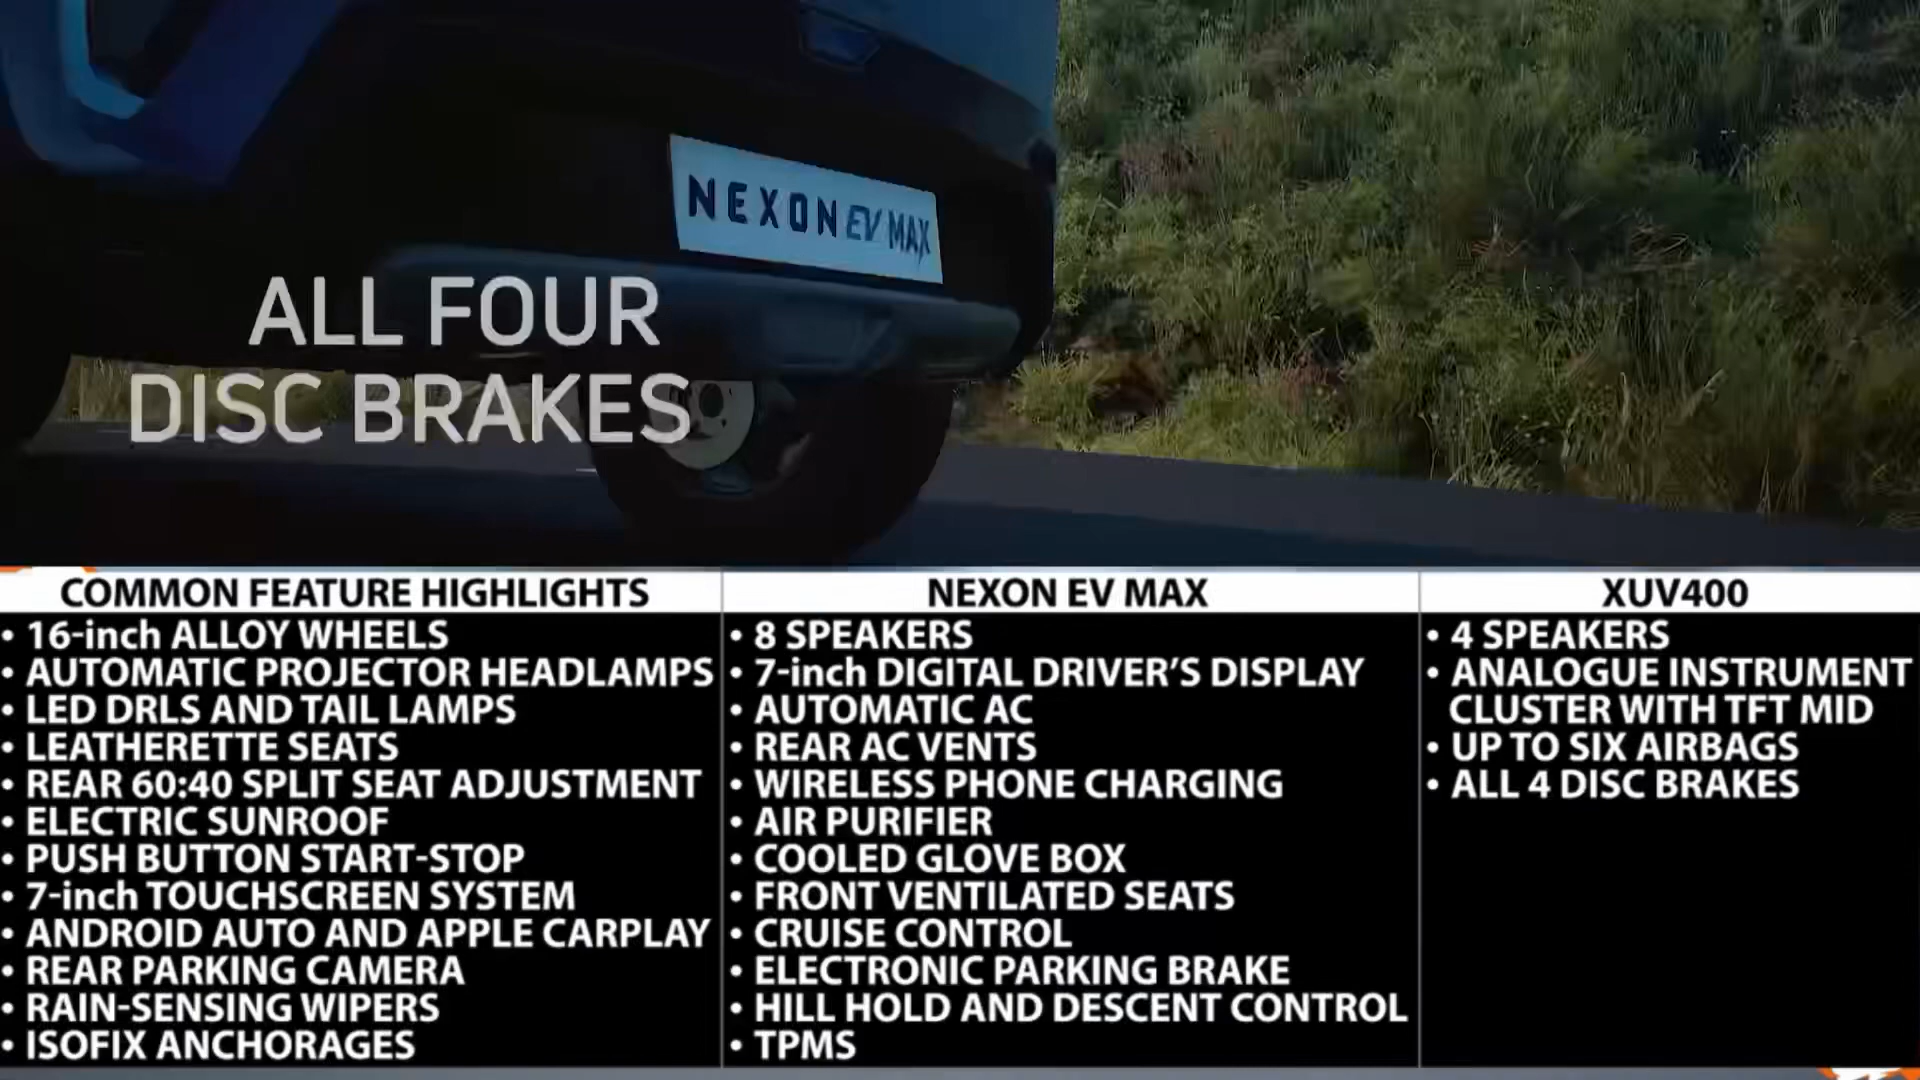 NEXON EV MAX
ALL FOUR
DISC BRAKES
COMMON FEATURE HIGHLIGHTS
• 16-inch ALLOY WHEELS
• AUTOMATIC PROJECTOR HEADLAMPS
• LED DRLS AND TAIL LAMPS
• LEATHERETTE SEATS
• REAR 60:40 SPLIT SEAT ADJUSTMENT
• ELECTRIC SUNROOF
• PUSH BUTTON START-STOP
• 7-inch TOUCHSCREEN SYSTEM
• ANDROID AUTO AND APPLE CARPLAY
• REAR PARKING CAMERA
• RAIN-SENSING WIPERS
• ISOFIX ANCHORAGES
NEXON EV MAX
• 8 SPEAKERS
• 7-inch DIGITAL DRIVER'S DISPLAY
• AUTOMATIC AC
• REAR AC VENTS
• WIRELESS PHONE CHARGING
• AIR PURIFIER
• COOLED GLOVE BOX
• FRONT VENTILATED SEATS
• CRUISE CONTROL
• ELECTRONIC PARKING BRAKE
• HILL HOLD AND DESCENT CONTROL
• TPMS
XUV400
• 4 SPEAKERS
• ANALOGUE INSTRUMENT
CLUSTER WITH TFT MID
• UP TO SIX AIRBAGS
• ALL 4 DISC BRAKES